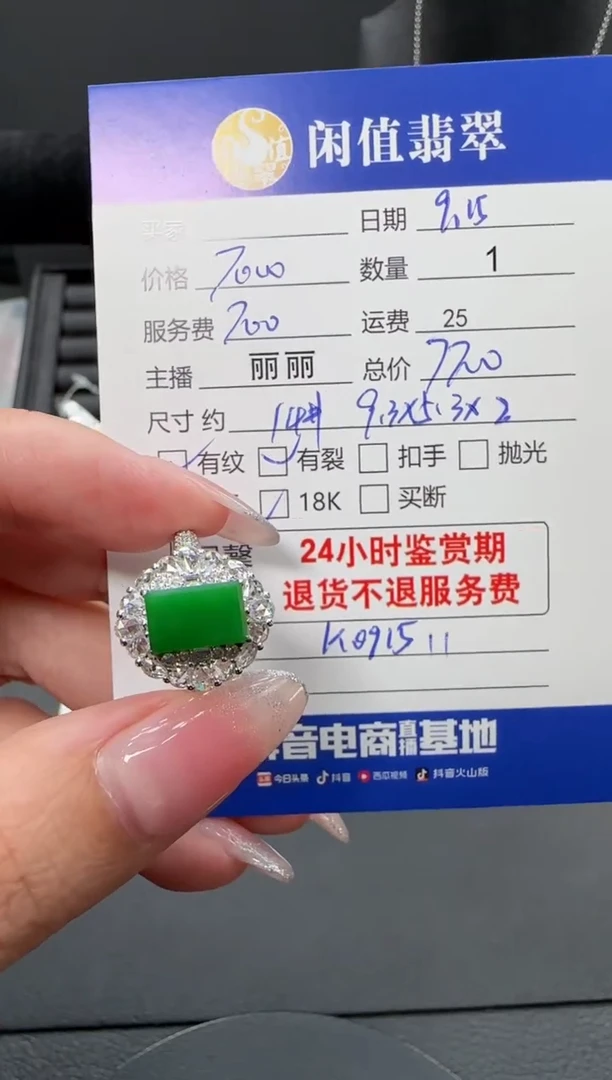 闲值翡翠
买家 日期 9.15
价格 7000 数量 1
服务费 700 运费 25
主播 丽丽 总价 7720
尺寸约 14# 9.3x5.3x2
有纹 有裂 扣手 抛光
18K 买断
24小时鉴赏期
退货不退服务费
K0915 11
音电商直播基地
今日头条 抖音 西瓜视频 抖音火山版